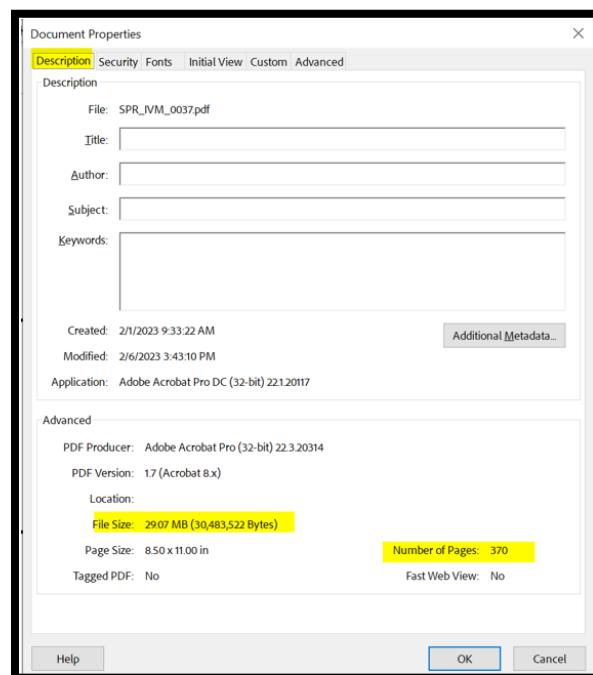 Document Properties
Description Security Fonts Initial View Custom Advanced
Description
File: SPR_IVM_0037.pdf
Title:
Author:
Subject:
Keywords:
Created: 2/1/2023 9:33:22 AM
Additional Metadata...
Modified: 2/6/2023 3:43:10 PM
Application: Adobe Acrobat Pro DC (32-bit) 22.1.20117
Advanced
PDF Producer: Adobe Acrobat Pro (32-bit) 22.3.20314
PDF Version: 1.7 (Acrobat 8.x)
Location:
File Size: 29.07 MB (30,483,522 Bytes)
Page Size: 8.50 x 11.00 in Number of Pages: 370
Tagged PDF: No Fast Web View: No
Help OK Cancel